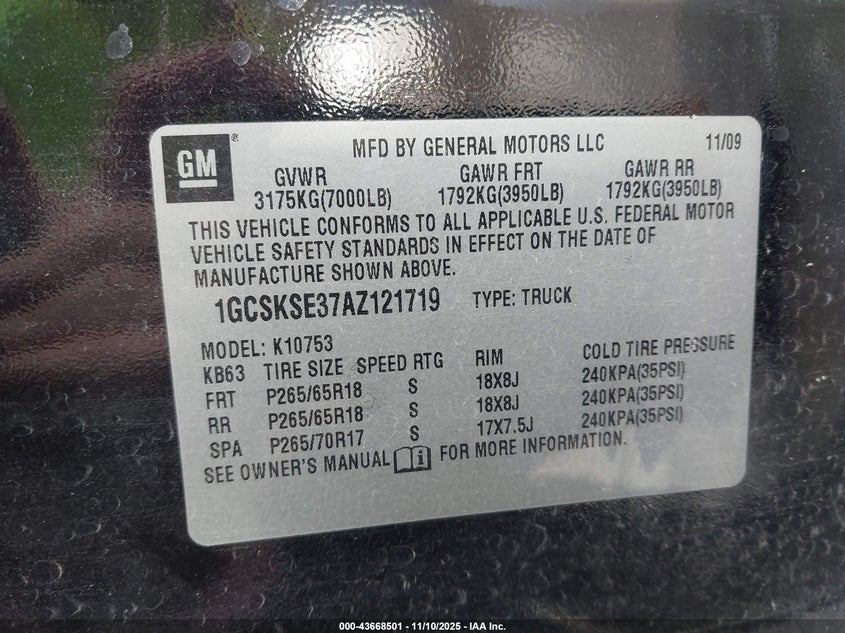 GM
®
MFD BY GENERAL MOTORS LLC 11/09
GVWR GAWR FRT GAWR RR
3175KG(7000LB) 1792KG(3950LB) 1792KG(3950LB)
THIS VEHICLE CONFORMS TO ALL APPLICABLE U.S. FEDERAL MOTOR
VEHICLE SAFETY STANDARDS IN EFFECT ON THE DATE OF
MANUFACTURE SHOWN ABOVE.
1GCSKSE37AZ121719 TYPE: TRUCK
MODEL: K10753
KB63 TIRE SIZE SPEED RTG RIM COLD TIRE PRESSURE
FRT P265/65R18 S 18X8J 240KPA(35PSI)
RR P265/65R18 S 18X8J 240KPA(35PSI)
SPA P265/70R17 S 17X7.5J 240KPA(35PSI)
SEE OWNER'S MANUAL i FOR MORE INFORMATION.
000-43668501 - 11/10/2025 - IAA Inc.